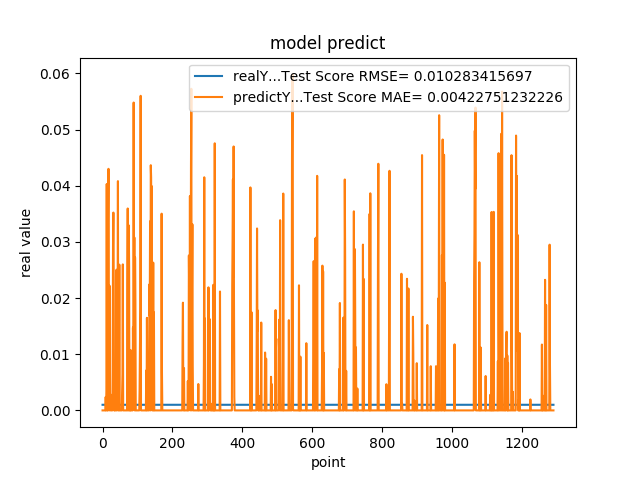 model predict
realY...Test Score RMSE= 0.010283415697
predictY...Test Score MAE= 0.00422751232226
real value
0.06
0.05
0.04
0.03
0.02
0.01
0.00
0 200 400 600 800 1000 1200
point